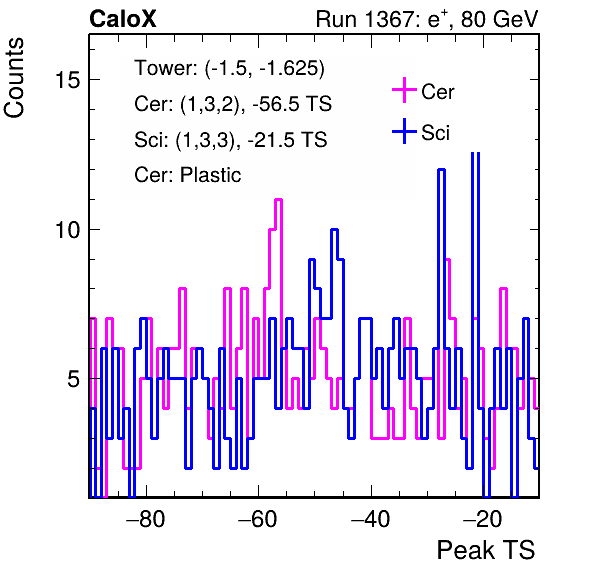 CaloX Run 1367: e⁺, 80 GeV
Counts
Tower: (-1.5, -1.625)
Cer: (1,3,2), -56.5 TS
Sci: (1,3,3), -21.5 TS
Cer: Plastic
Cer
Sci
15
10
5
−80 −60 −40 −20
Peak TS